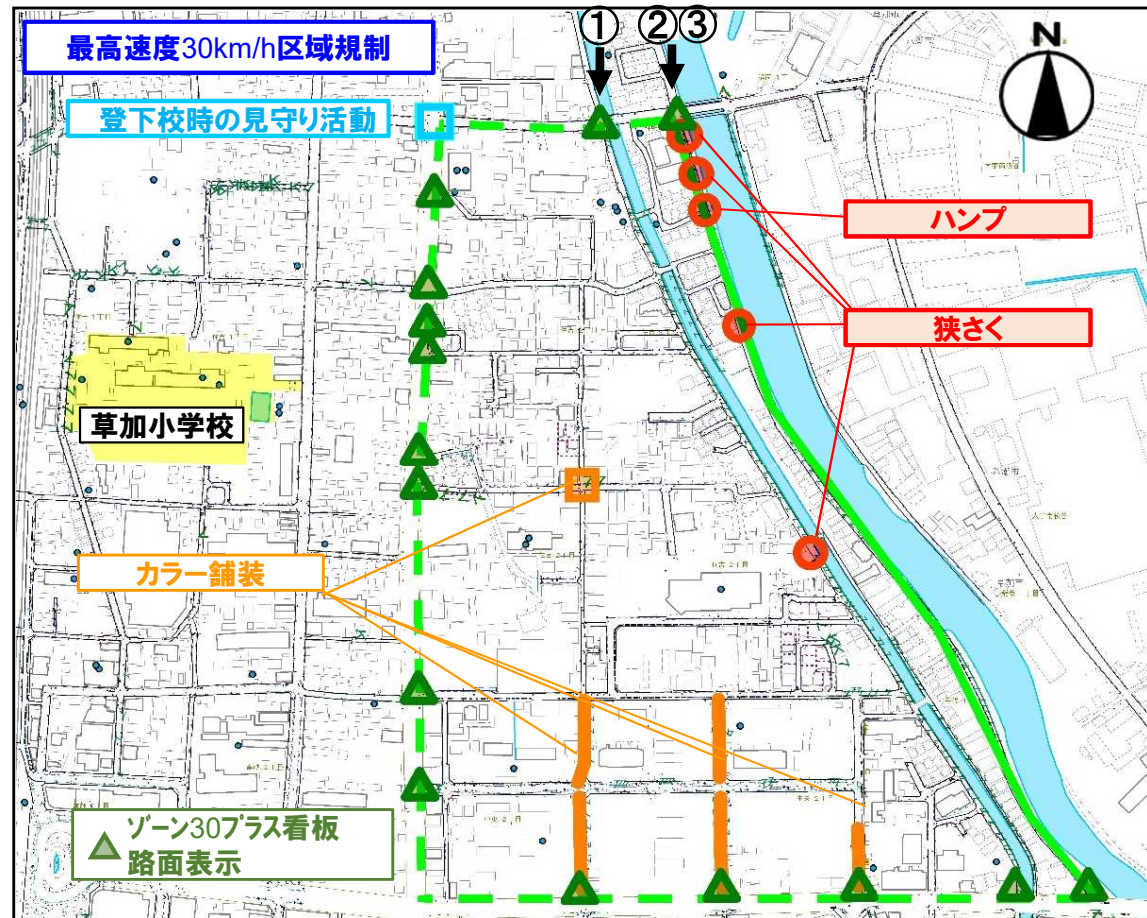 ①
②③
最高速度30km/h区域規制
N
登下校時の見守り活動
ハンプ
狭さく
草加小学校
カラー舗装
ゾーン30プラス看板
路面表示